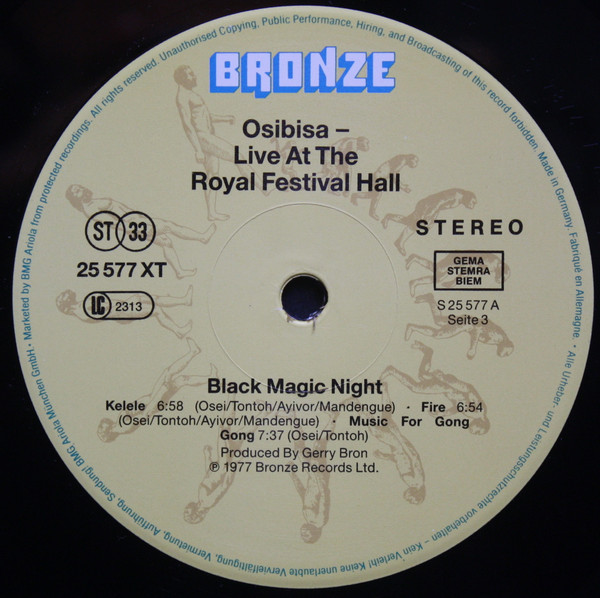 BRONZE
Osibisa –
Live At The
Royal Festival Hall
ST 33
25 577 XT
LC 2313
STEREO
GEMA
STEMRA
BIEM
S 25 577 A
Seite 3
Black Magic Night
Kelele 6:58 (Osei/Tontoh/Ayivor/Mandengue) · Fire 6:54
(Osei/Tontoh/Ayivor/Mandengue) · Music For Gong
Gong 7:37 (Osei/Tontoh)
Produced By Gerry Bron
℗ 1977 Bronze Records Ltd.
Marketed by BMG Ariola from protected recordings. All rights reserved. Unauthorised Copying, Public Performance, Hiring, and Broadcasting of this record forbidden. Made in Germany. Fabriqué en Allemagne. • Alle Urheber- und Leistungsschutzrechte vorbehalten – Kein Verleih! Keine unerlaubte Vervielfältigung, Vermietung, Aufführung, Sendung! BMG Ariola München GmbH •